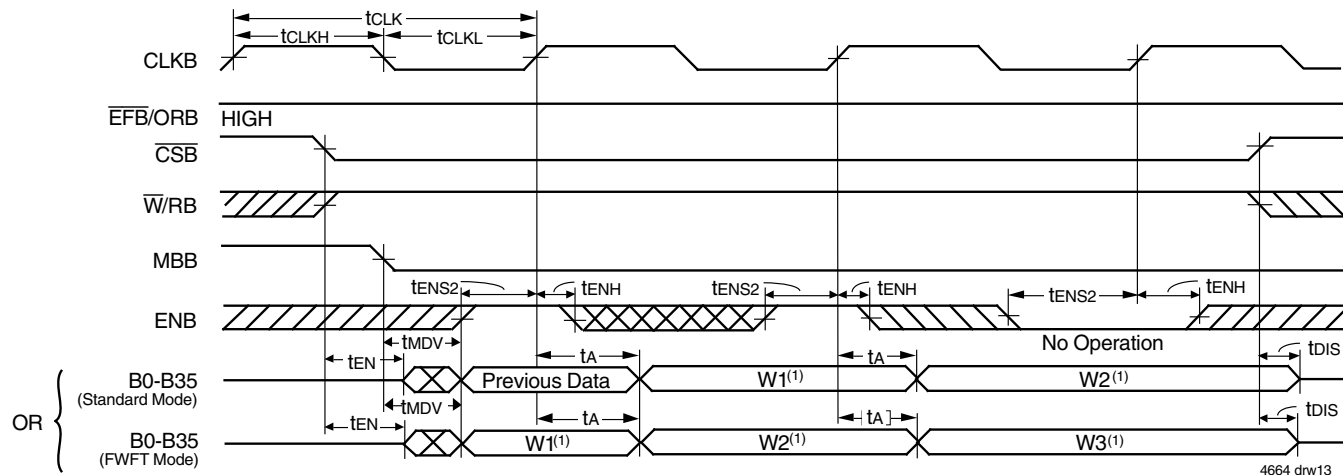 tCLK
tCLKH
tCLKL
CLKB
EFB/ORB
HIGH
CSB
W/RB
MBB
tENS2
tENH
tENS2
tENH
tENS2
tENH
ENB
No Operation
tMDV
tEN
tA
tA
tDIS
B0-B35
(Standard Mode)
Previous Data
W1(1)
W2(1)
OR
tMDV
tEN
tA
[tA]
tDIS
B0-B35
(FWFT Mode)
W1(1)
W2(1)
W3(1)
4664 drw13